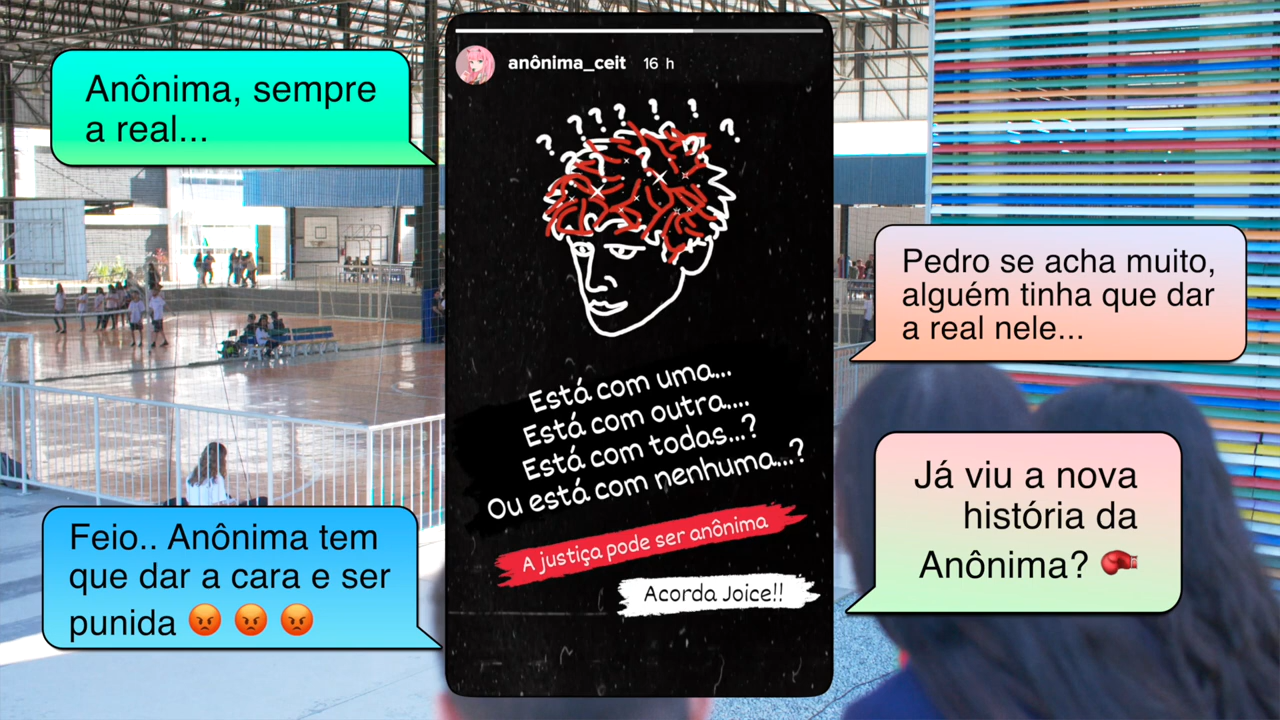 Anônima, sempre
a real...
anônima_ceit 16 h
? ? ? ? ? ? ? ? ? ? ?
Está com uma...
Está com outra....
Está com todas...?
Ou está com nenhuma...?
A justiça pode ser anônima
Acorda Joice!!
Pedro se acha muito,
alguém tinha que dar
a real nele...
Feio.. Anônima tem
que dar a cara e ser
punida 😡 😡 😡
Já viu a nova
história da
Anônima? 🥊